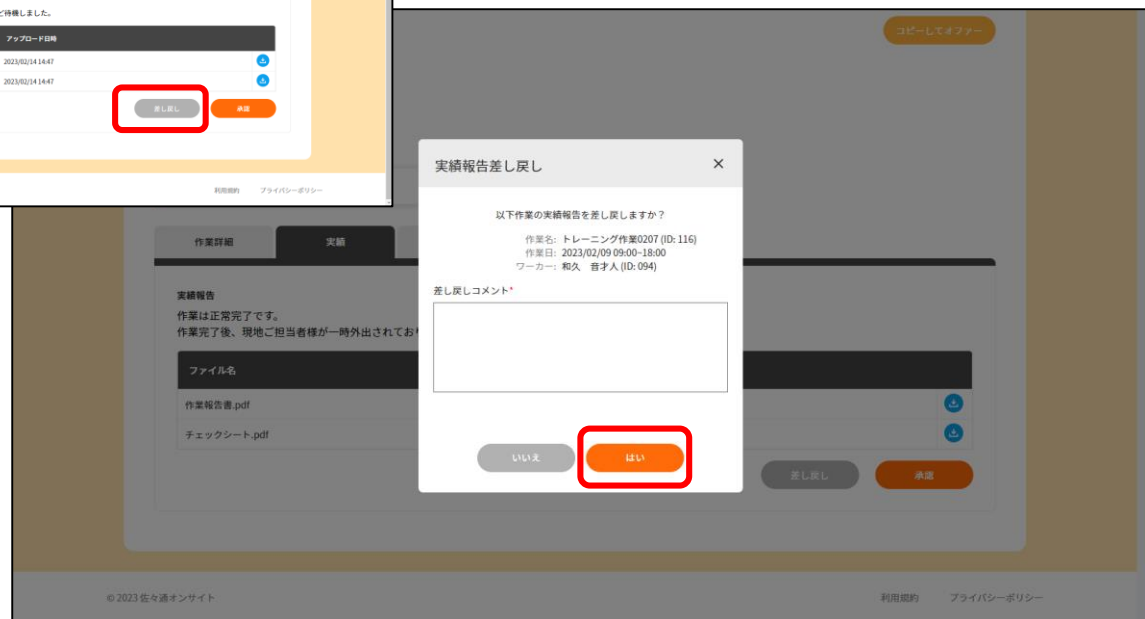 ど待機しました。
アップロード日時
2023/02/14 14:47
2023/02/14 14:47
差し戻し
承諾
利用規約 プライバシーポリシー
コピーしてオファー
作業詳細
実績
実績報告
作業は正常完了です。
作業完了後、現地ご担当者様が一時外出されており
ファイル名
作業報告書.pdf
チェックシート.pdf
差し戻し
承諾
実績報告差し戻し
×
以下作業の実績報告を差し戻しますか？
作業名: トレーニング作業0207 (ID: 116)
作業日: 2023/02/09 09:00~18:00
ワーカー: 和久 音才人 (ID: 094)
差し戻しコメント*
いいえ
はい
© 2023 佐々通オンサイト
利用規約 プライバシーポリシー